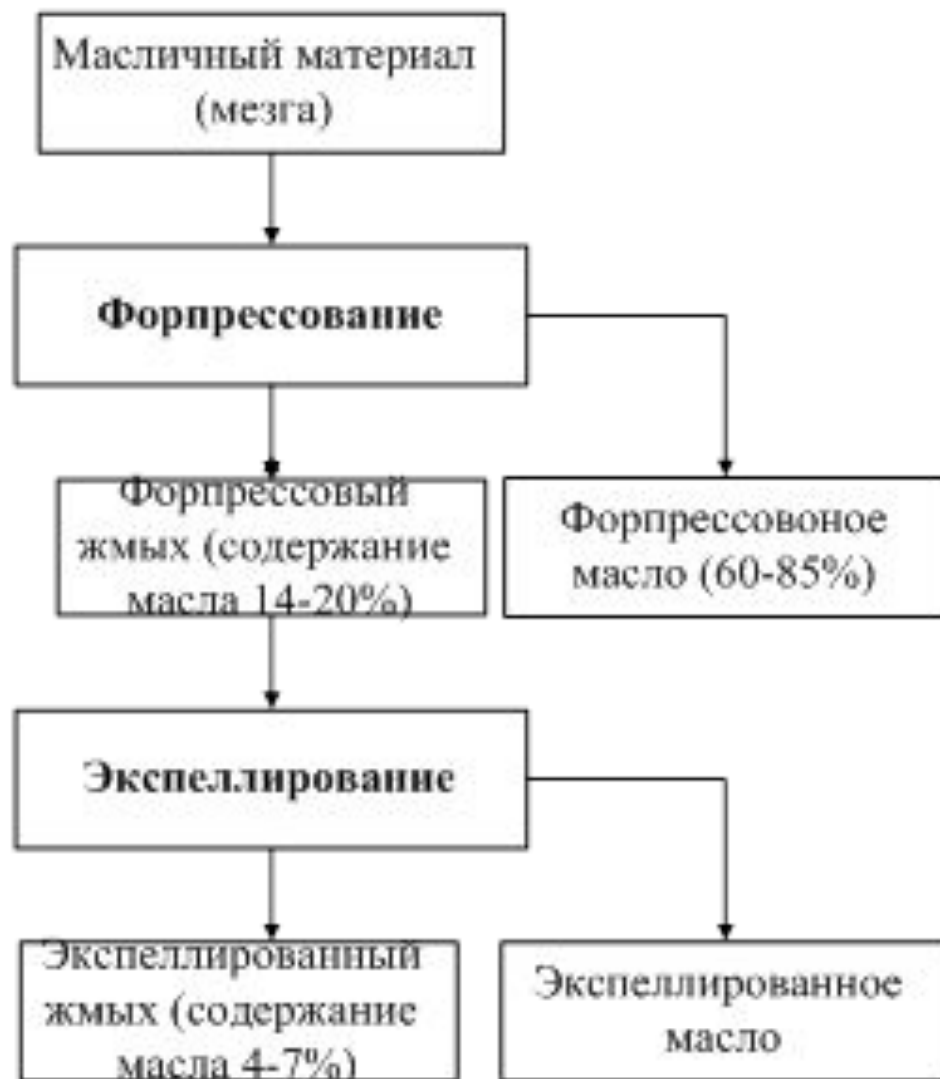 Масличный материал
(мезга)
Форпрессование
Форпрессовый
жмых (содержание
масла 14-20%)
Форпрессовоное
масло (60-85%)
Экспеллирование
Экспеллированный
жмых (содержание
масла 4-7%)
Экспеллированное
масло